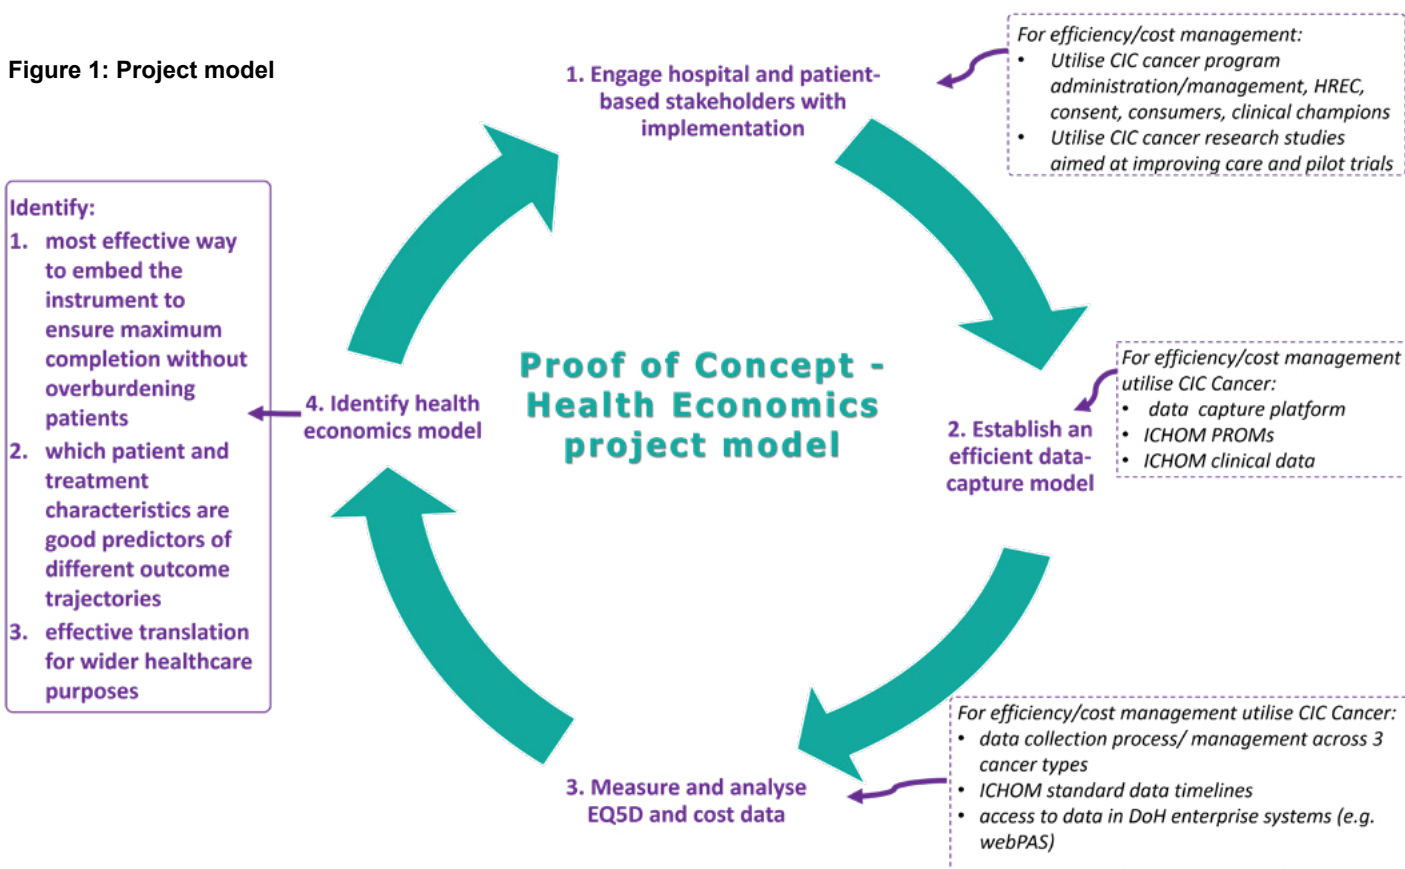 Figure 1: Project model
1. Engage hospital and patient-
based stakeholders with
implementation
For efficiency/cost management:
• Utilise CIC cancer program
administration/management, HREC,
consent, consumers, clinical champions
• Utilise CIC cancer research studies
aimed at improving care and pilot trials
Identify:
1. most effective way
to embed the
instrument to
ensure maximum
completion without
overburdening
patients
2. which patient and
treatment
characteristics are
good predictors of
different outcome
trajectories
3. effective translation
for wider healthcare
purposes
4. Identify health
economics model
Proof of Concept -
Health Economics
project model
2. Establish an
efficient data-
capture model
For efficiency/cost management
utilise CIC Cancer:
• data capture platform
• ICHOM PROMs
• ICHOM clinical data
3. Measure and analyse
EQ5D and cost data
For efficiency/cost management utilise CIC Cancer:
• data collection process/ management across 3
cancer types
• ICHOM standard data timelines
• access to data in DoH enterprise systems (e.g.
webPAS)